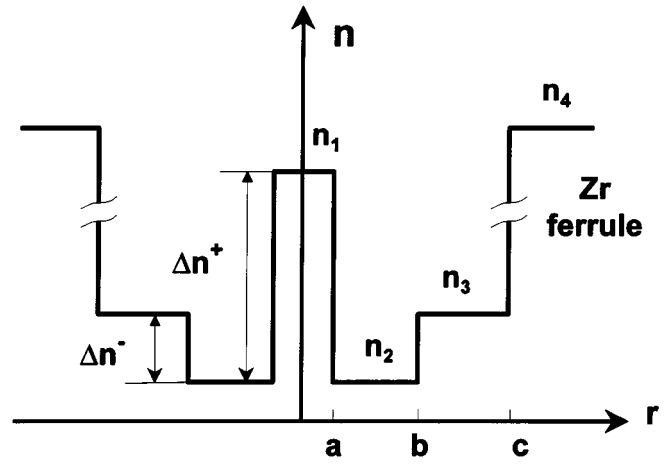 n
n₄
n₁
Zr
ferrule
Δn⁺
n₃
Δn⁻
n₂
r
a b c